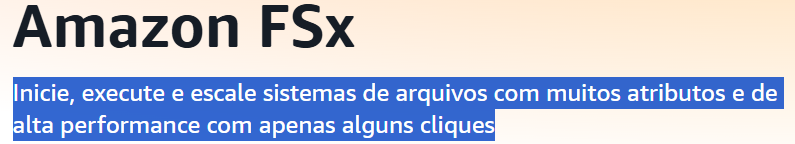 Amazon FSx
Inicie, execute e escale sistemas de arquivos com muitos atributos e de
alta performance com apenas alguns cliques